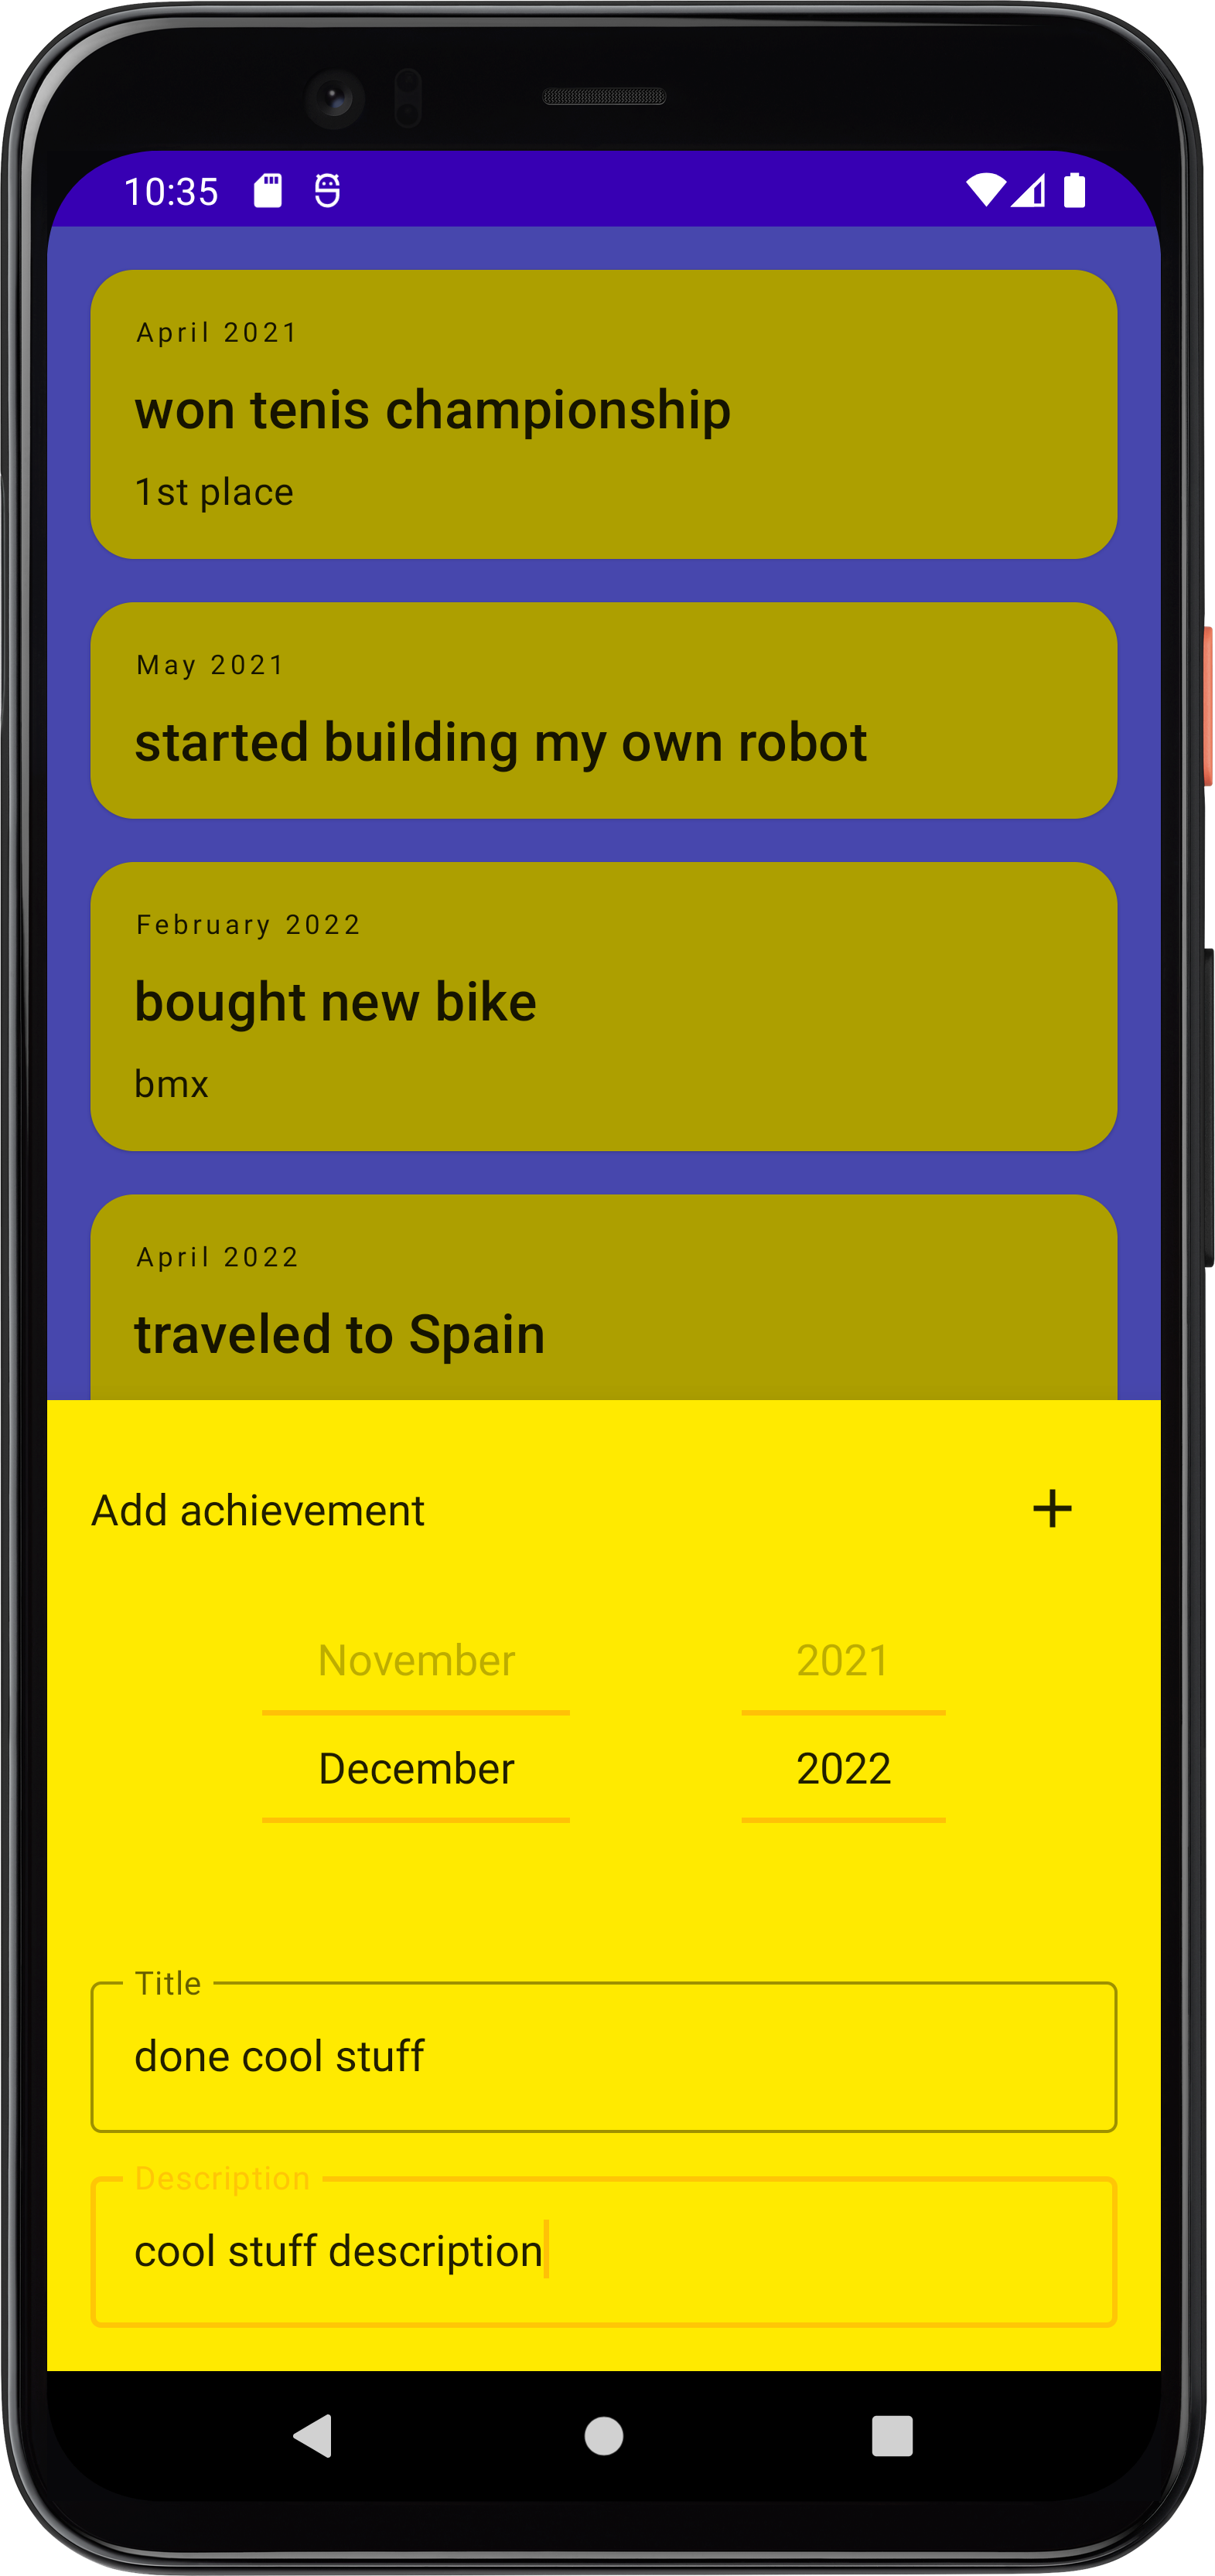 10:35
April 2021
won tenis championship
1st place
May 2021
started building my own robot
February 2022
bought new bike
bmx
April 2022
traveled to Spain
Add achievement +
November 2021
December 2022
Title
done cool stuff
Description
cool stuff description